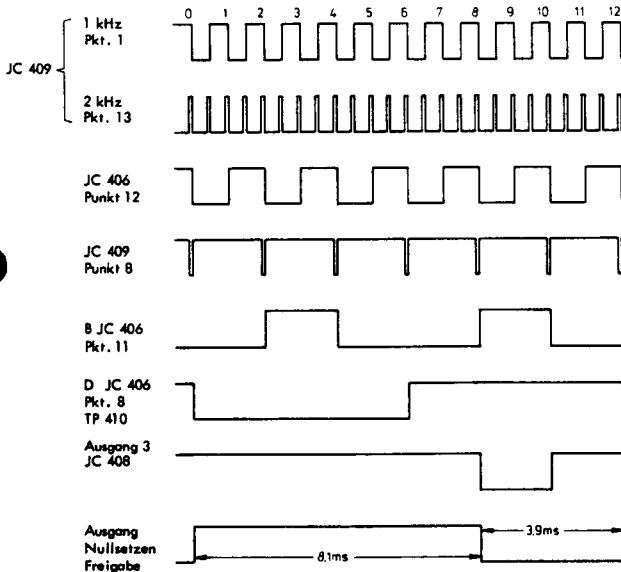 0 1 2 3 4 5 6 7 8 9 10 11 12
1 kHz
Pkt. 1
JC 409
2 kHz
Pkt. 13
JC 406
Punkt 12
JC 409
Punkt 8
B JC 406
Pkt. 11
D JC 406
Pkt. 8
TP 410
Ausgang 3
JC 408
Ausgang
Nullsetzen
Freigabe
8,1ms
3,9ms